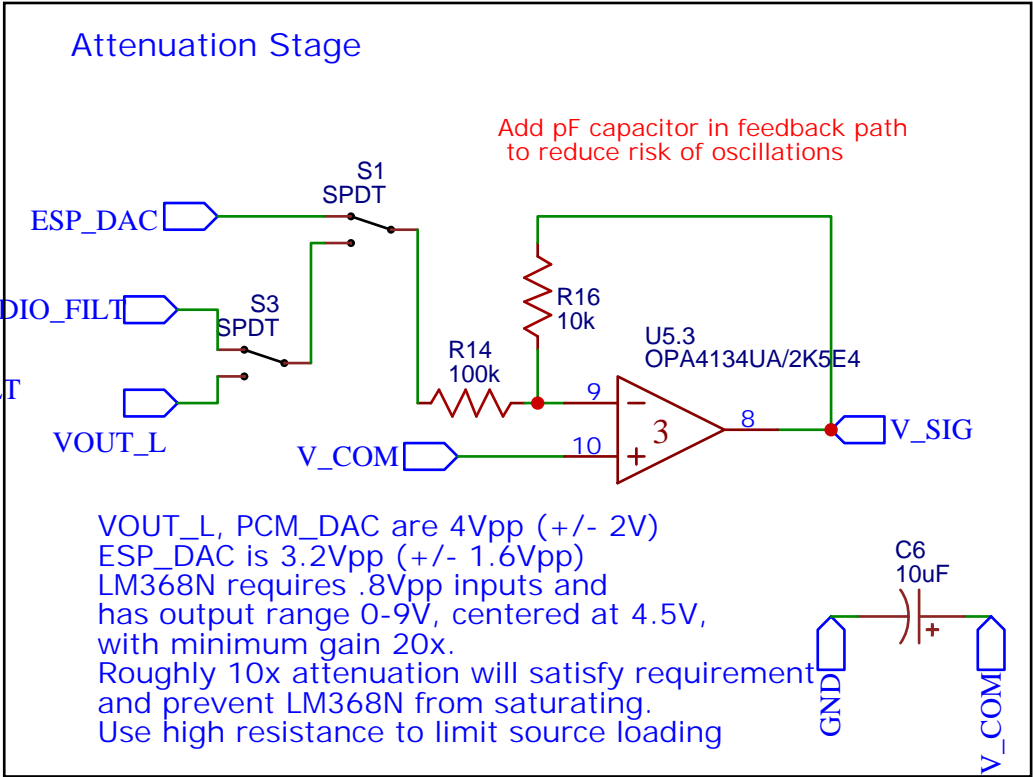 Attenuation Stage
Add pF capacitor in feedback path
to reduce risk of oscillations
S1
SPDT
ESP_DAC
DIO_FILT
S3
SPDT
R16
10k
U5.3
OPA4134UA/2K5E4
R14
100k
LT
VOUT_L
9
3
8
V_SIG
V_COM
10
VOUT_L, PCM_DAC are 4Vpp (+/- 2V)
ESP_DAC is 3.2Vpp (+/- 1.6Vpp)
LM368N requires .8Vpp inputs and
has output range 0-9V, centered at 4.5V,
with minimum gain 20x.
Roughly 10x attenuation will satisfy requirement
and prevent LM368N from saturating.
Use high resistance to limit source loading
C6
10uF
+
GND
V_COM